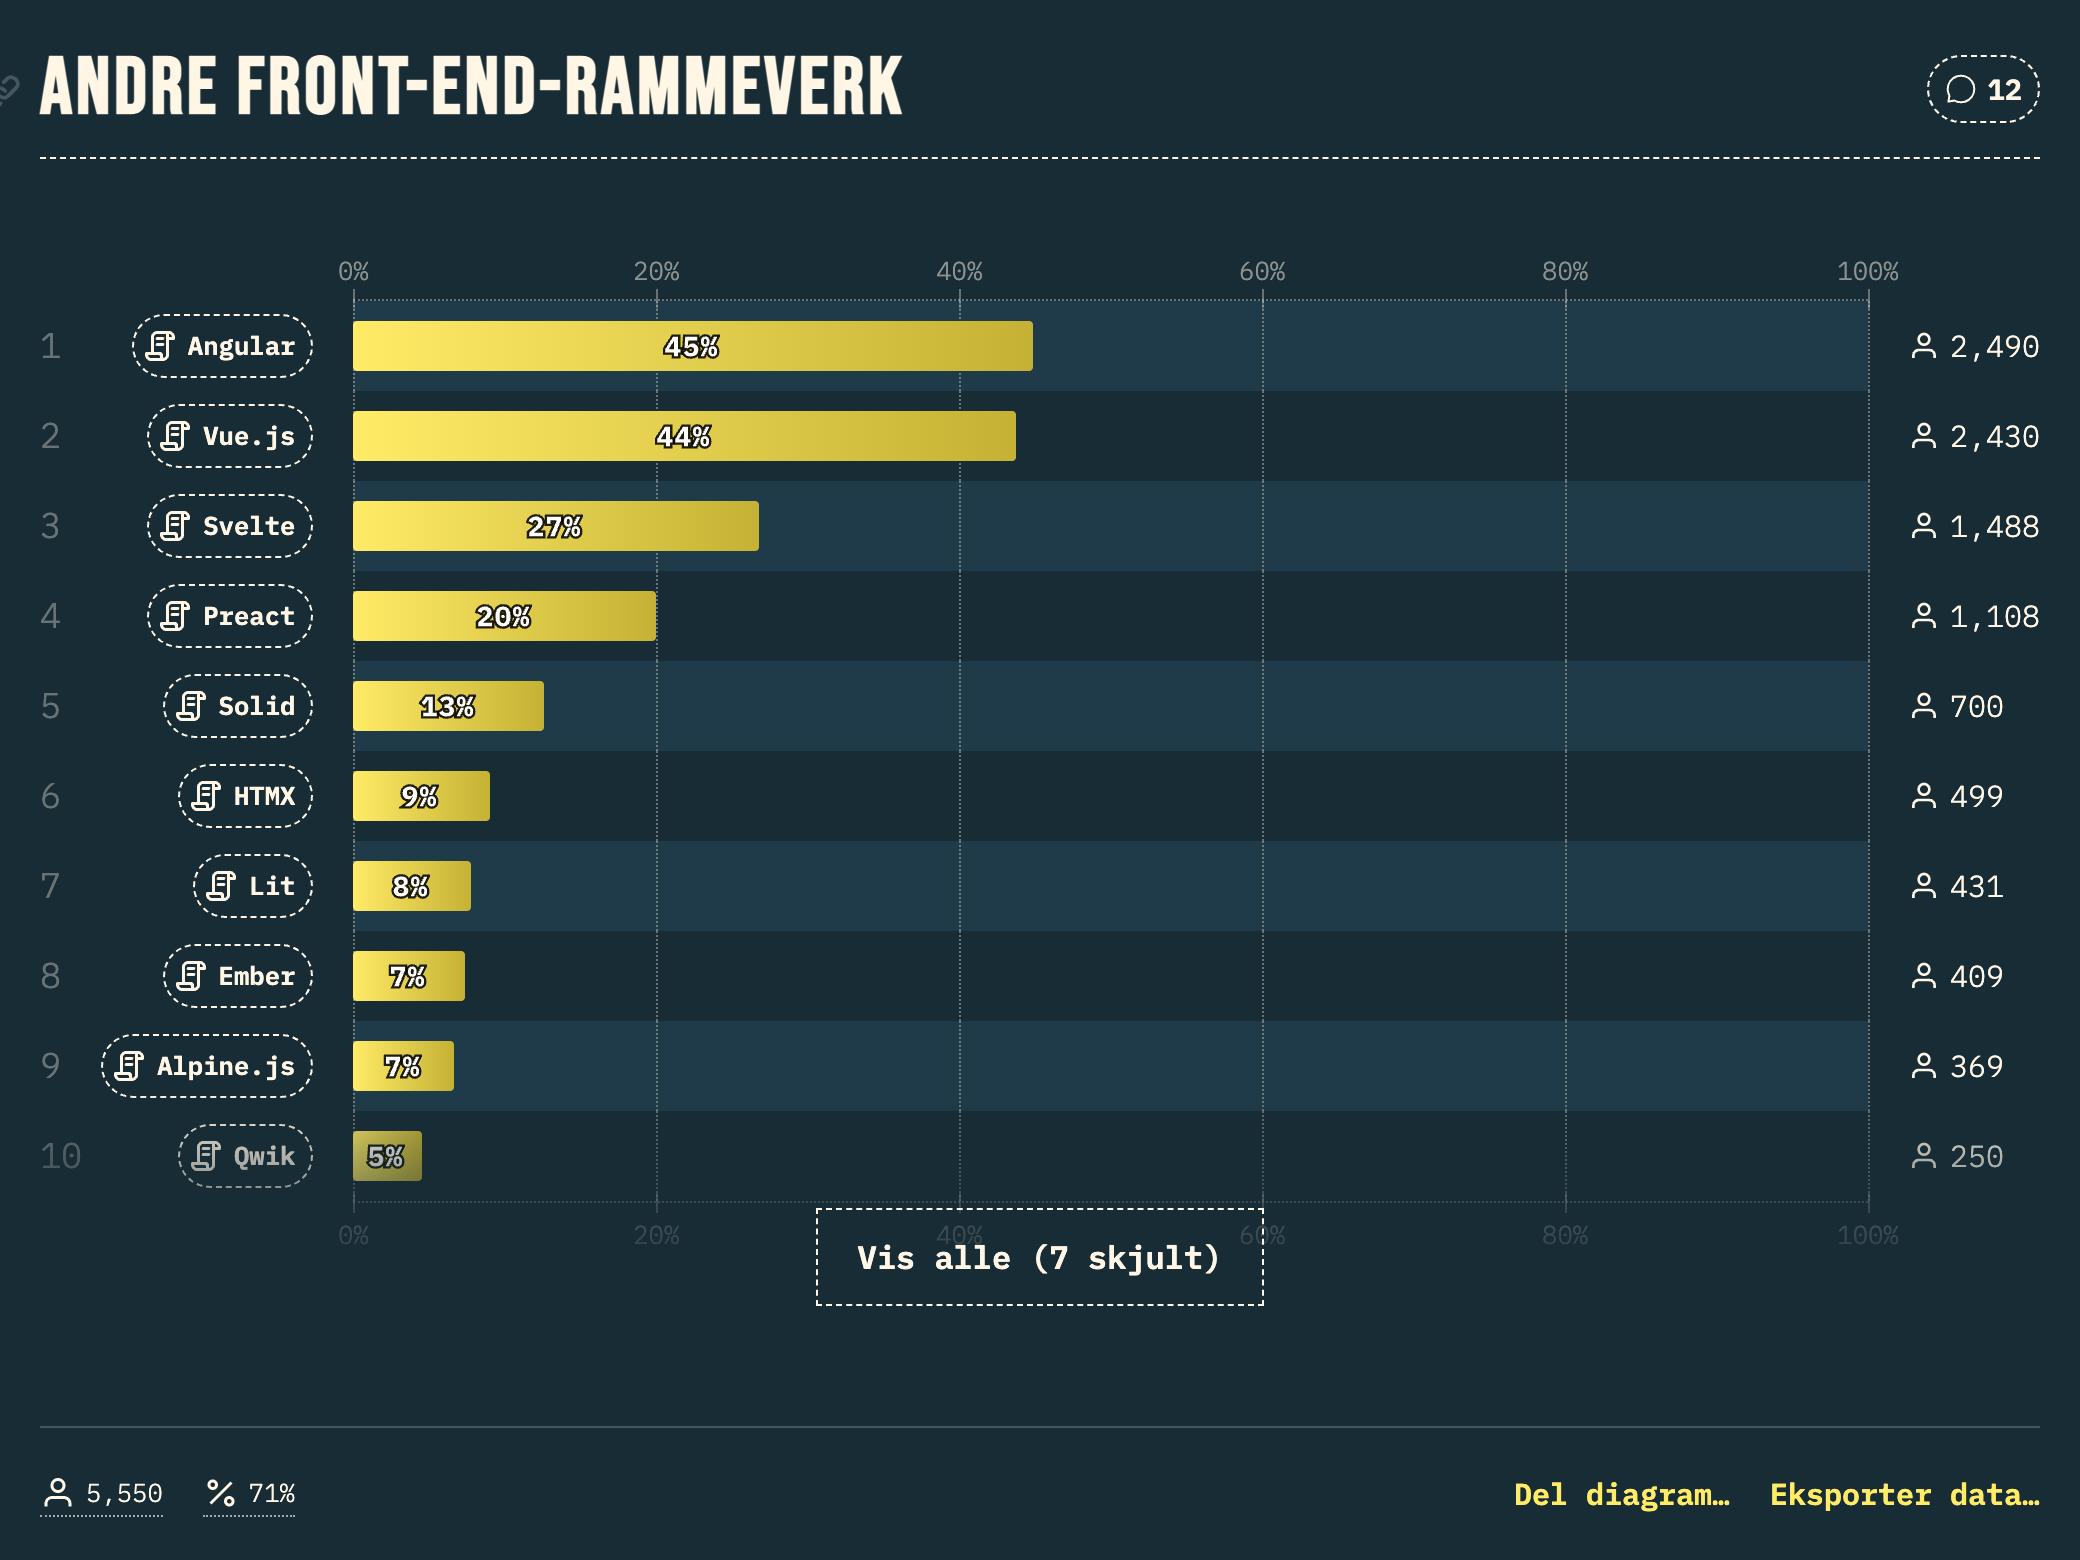 ANDRE FRONT-END-RAMMEVERK
12
0% 20% 40% 60% 80% 100%
1 Angular 45% 2,490
2 Vue.js 44% 2,430
3 Svelte 27% 1,488
4 Preact 20% 1,108
5 Solid 13% 700
6 HTMX 9% 499
7 Lit 8% 431
8 Ember 7% 409
9 Alpine.js 7% 369
10 Qwik 5% 250
0% 20% 40% 60% 80% 100%
Vis alle (7 skjult)
5,550 71% Del diagram… Eksporter data…